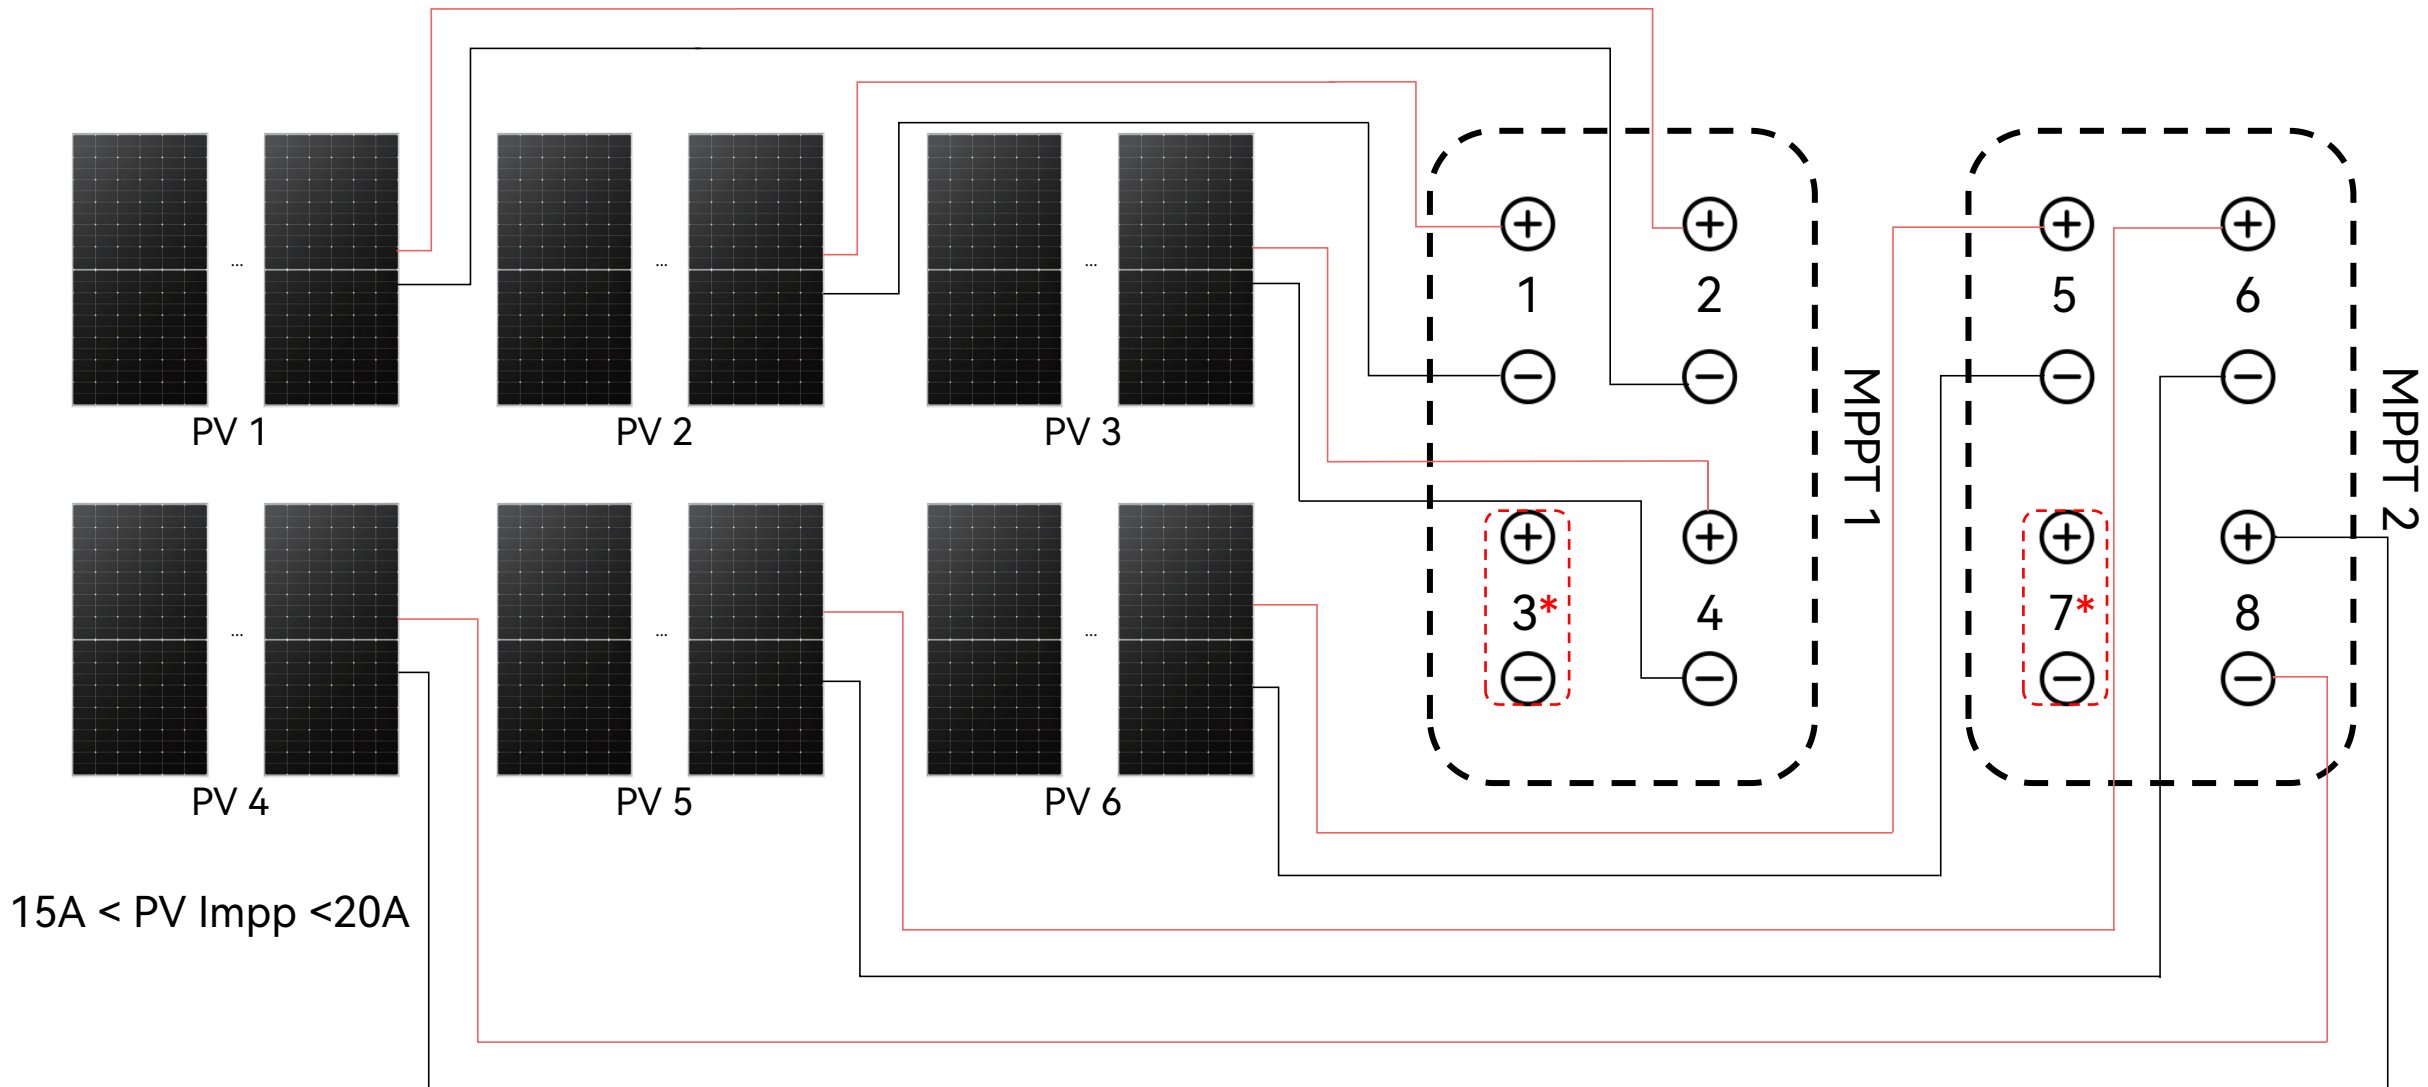 ...
...
...
PV 1
PV 2
PV 3
1
2
5
6
MPPT 1
MPPT 2
3*
4
7*
8
...
...
...
PV 4
PV 5
PV 6
15A < PV Impp <20A